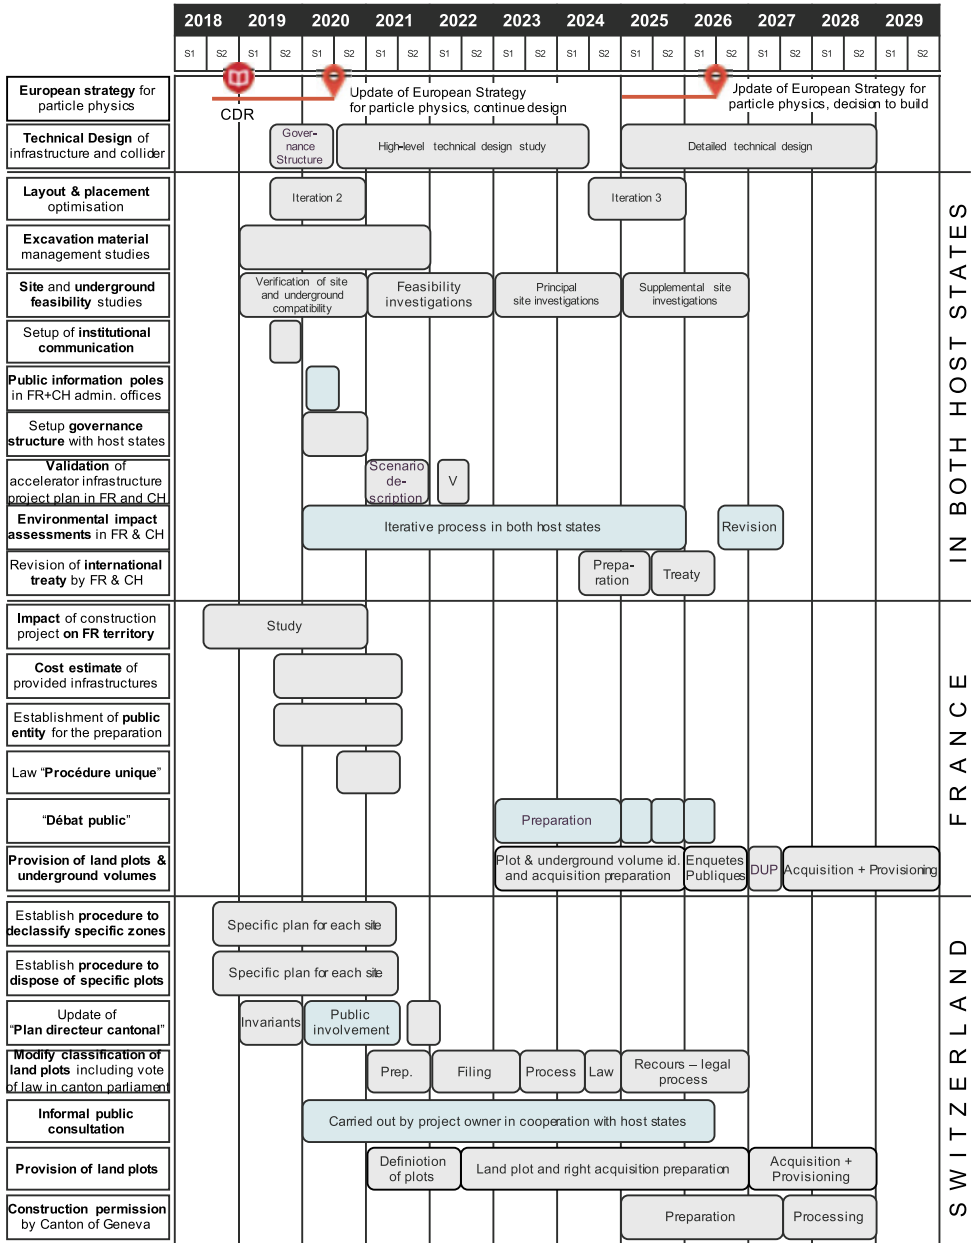 2018 2019 2020 2021 2022 2023 2024 2025 2026 2027 2028 2029
S1 S2 S1 S2 S1 S2 S1 S2 S1 S2 S1 S2 S1 S2 S1 S2 S1 S2 S1 S2 S1 S2 S1 S2
European strategy for
particle physics
CDR
Update of European Strategy
for particle physics, continue design
Update of European Strategy for
particle physics, decision to build
Technical Design of
infrastructure and collider
Gover-
nance
Structure
High-level technical design study
Detailed technical design
IN BOTH HOST STATES
Layout & placement
optimisation
Iteration 2
Iteration 3
Excavation material
management studies
Site and underground
feasibility studies
Verification of site
and underground
compatibility
Feasibility
investigations
Principal
site investigations
Supplemental site
investigations
Setup of institutional
communication
Public information poles
in FR+CH admin. offices
Setup governance
structure with host states
Validation of
accelerator infrastructure
project plan in FR and CH
Scenario
de-
scription
V
Environmental impact
assessments in FR & CH
Iterative process in both host states
Revision
Revision of international
treaty by FR & CH
Prepa-
ration
Treaty
FRANCE
Impact of construction
project on FR territory
Study
Cost estimate of
provided infrastructures
Establishment of public
entity for the preparation
Law “Procédure unique”
“Débat public”
Preparation
Provision of land plots &
underground volumes
Plot & underground volume id.
and acquisition preparation
Enquetes
Publiques
DUP
Acquisition + Provisioning
SWITZERLAND
Establish procedure to
declassify specific zones
Specific plan for each site
Establish procedure to
dispose of specific plots
Specific plan for each site
Update of
“Plan directeur cantonal”
Invariants
Public
involvement
Modify classification of
land plots including vote
of law in canton parliament
Prep.
Filing
Process
Law
Recours – legal
process
Informal public
consultation
Carried out by project owner in cooperation with host states
Provision of land plots
Definiotion
of plots
Land plot and right acquisition preparation
Acquisition +
Provisioning
Construction permission
by Canton of Geneva
Preparation
Processing